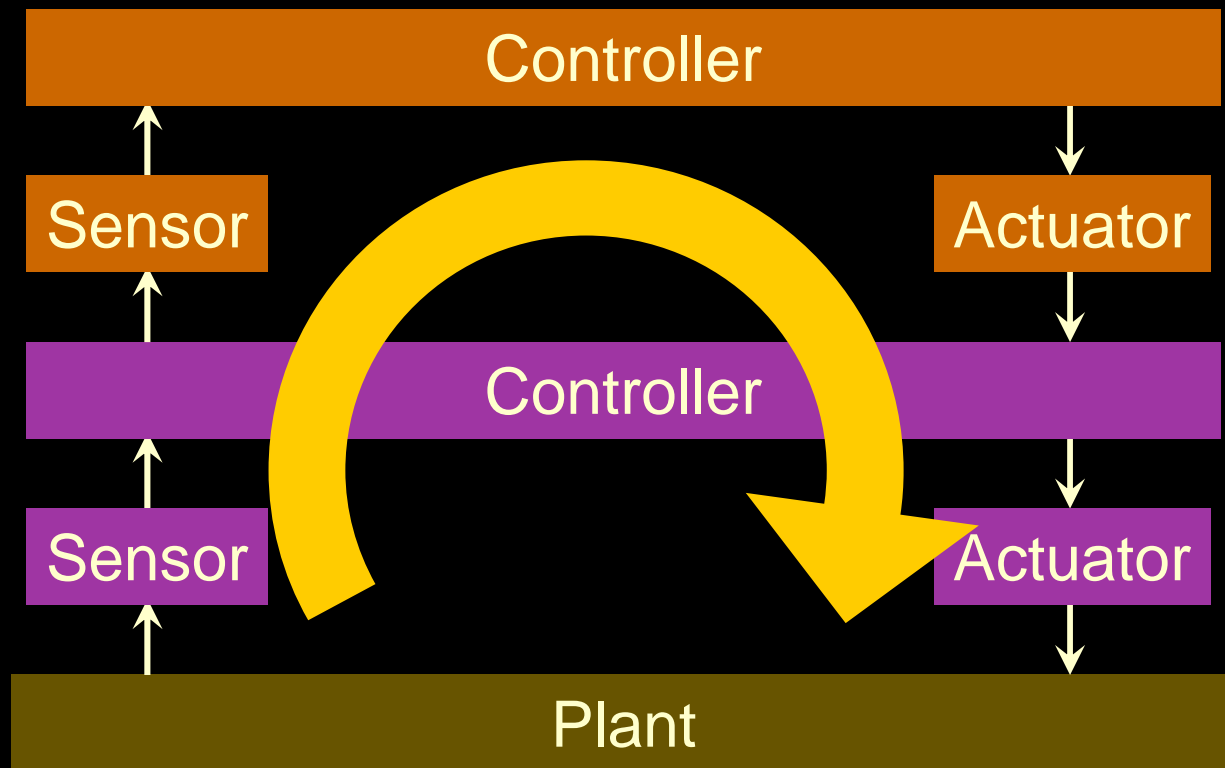 Controller
Sensor
Actuator
Controller
Sensor
Actuator
Plant